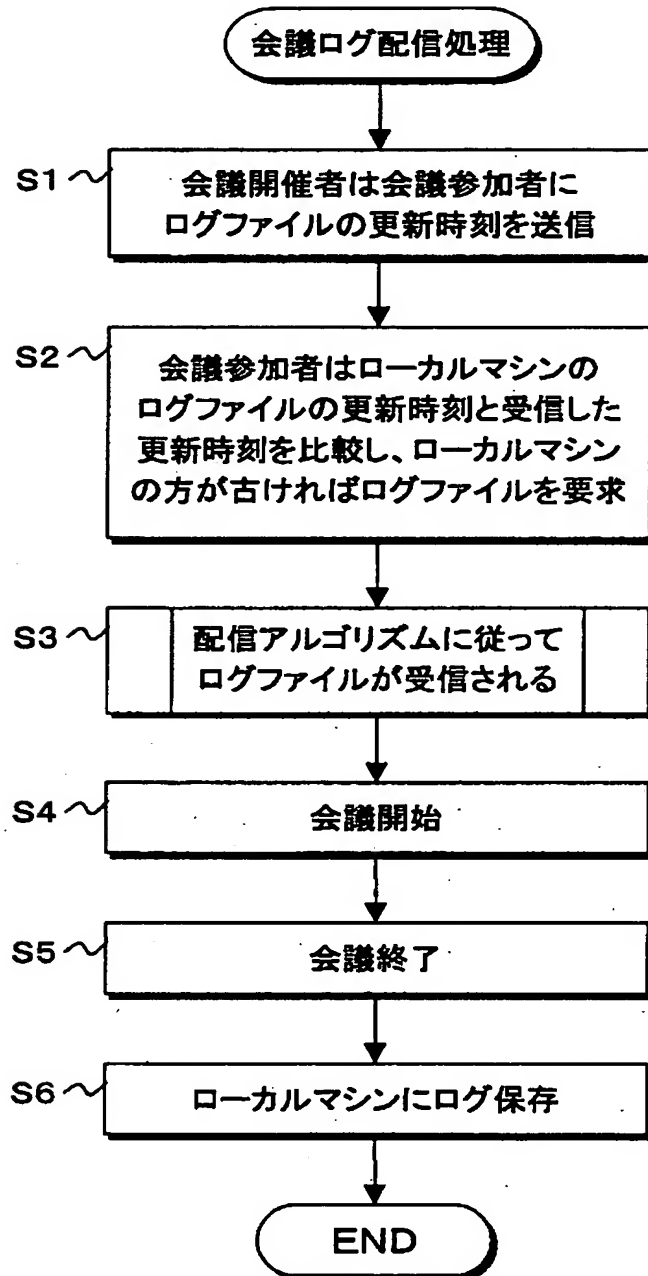 会議ログ配信処理
S1
会議開催者は会議参加者に
ログファイルの更新時刻を送信
S2
会議参加者はローカルマシンの
ログファイルの更新時刻と受信した
更新時刻を比較し、ローカルマシン
の方が古ければログファイルを要求
S3
配信アルゴリズムに従って
ログファイルが受信される
S4
会議開始
S5
会議終了
S6
ローカルマシンにログ保存
END